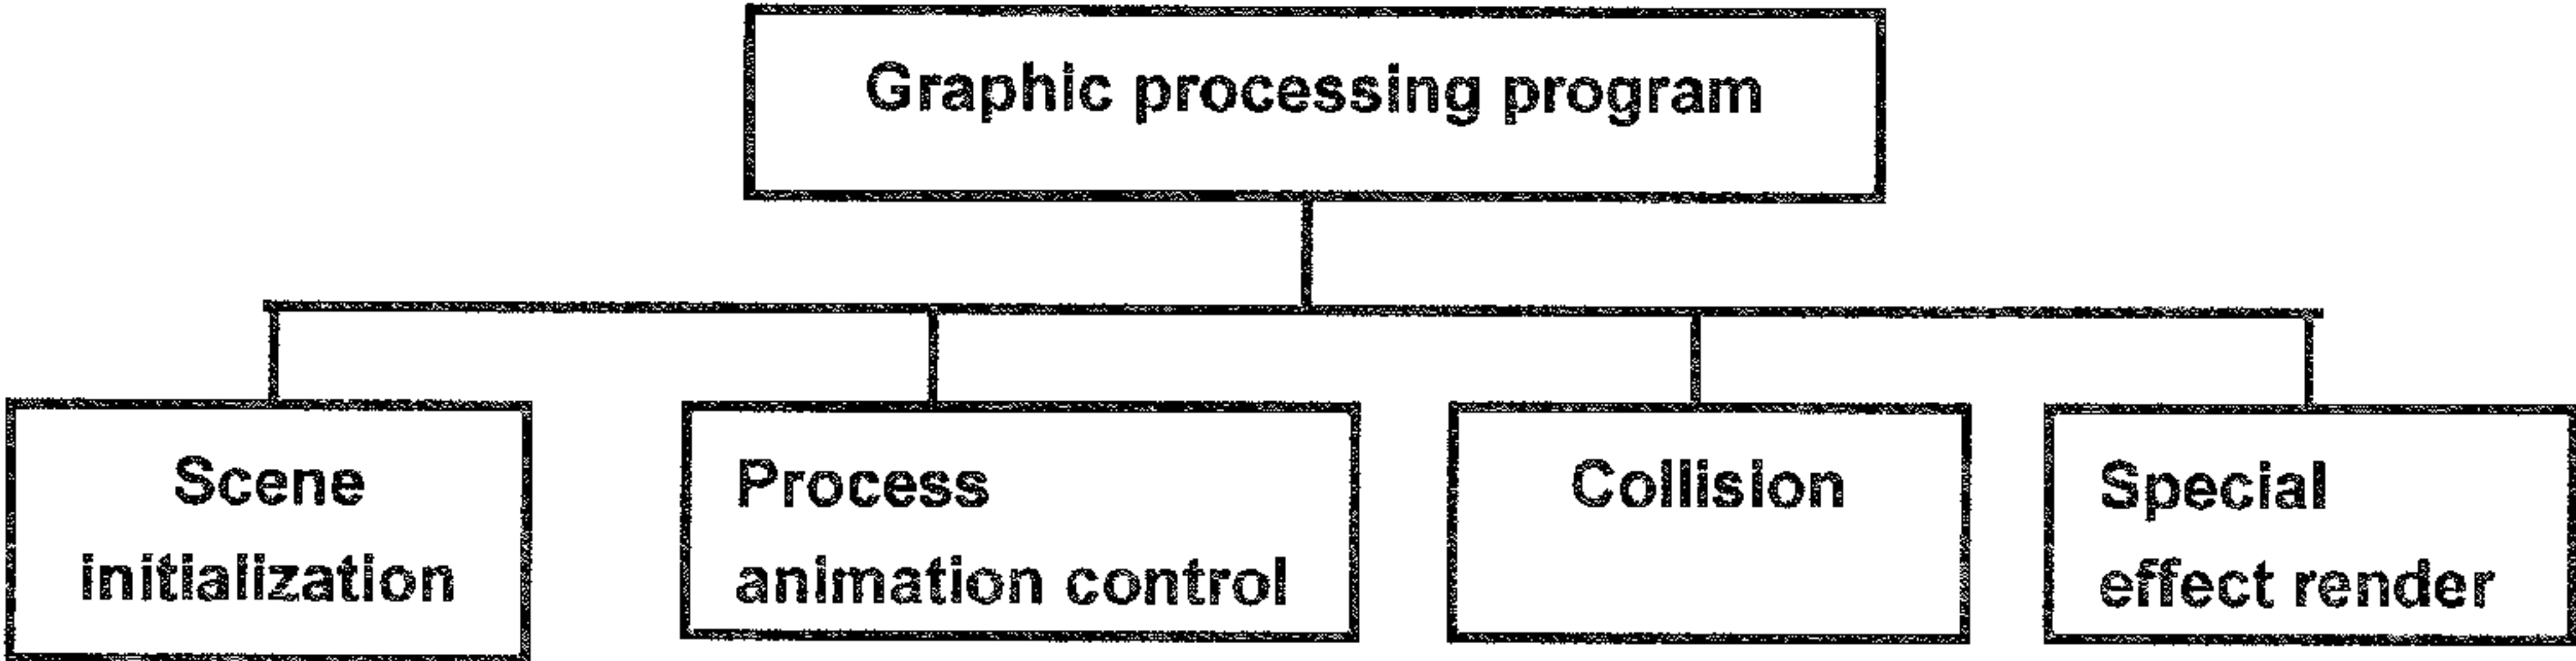 Graphic processing program
Scene
initialization
Process
animation control
Collision
Special
effect render